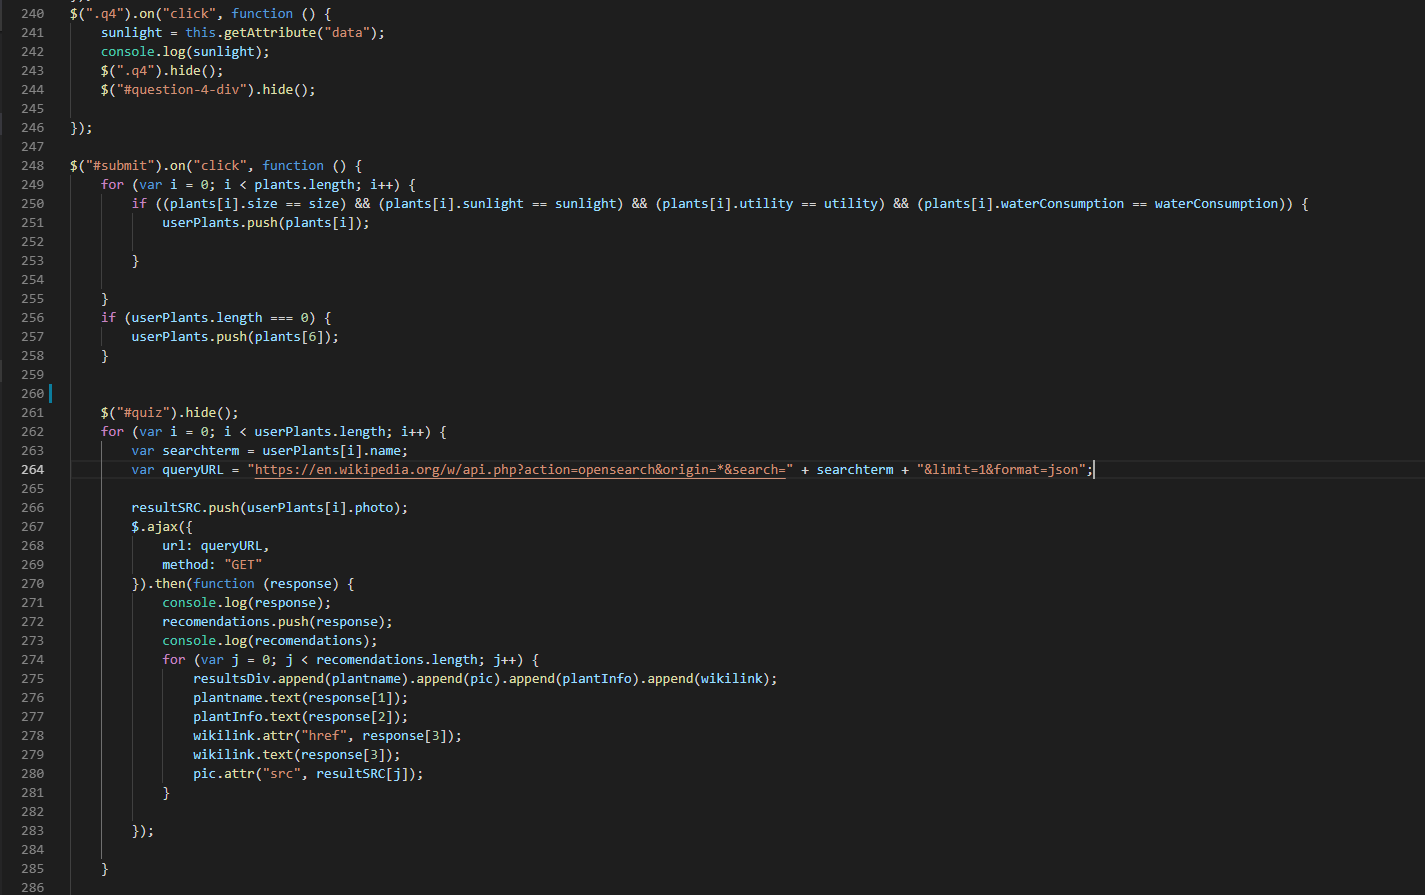 240 $(".q4").on("click", function () {
241 sunlight = this.getAttribute("data");
242 console.log(sunlight);
243 $(".q4").hide();
244 $("#question-4-div").hide();
245
246 });
247
248 $("#submit").on("click", function () {
249 for (var i = 0; i < plants.length; i++) {
250 if ((plants[i].size == size) && (plants[i].sunlight == sunlight) && (plants[i].utility == utility) && (plants[i].waterConsumption == waterConsumption)) {
251 userPlants.push(plants[i]);
252
253 }
254
255 }
256 if (userPlants.length === 0) {
257 userPlants.push(plants[6]);
258 }
259
260
261 $("#quiz").hide();
262 for (var i = 0; i < userPlants.length; i++) {
263 var searchterm = userPlants[i].name;
264 var queryURL = "https://en.wikipedia.org/w/api.php?action=opensearch&origin=*&search=" + searchterm + "&limit=1&format=json";
265
266 resultSRC.push(userPlants[i].photo);
267 $.ajax({
268 url: queryURL,
269 method: "GET"
270 }).then(function (response) {
271 console.log(response);
272 recomendations.push(response);
273 console.log(recomendations);
274 for (var j = 0; j < recomendations.length; j++) {
275 resultsDiv.append(plantname).append(pic).append(plantInfo).append(wikilink);
276 plantname.text(response[1]);
277 plantInfo.text(response[2]);
278 wikilink.attr("href", response[3]);
279 wikilink.text(response[3]);
280 pic.attr("src", resultSRC[j]);
281 }
282
283 });
284
285 }
286